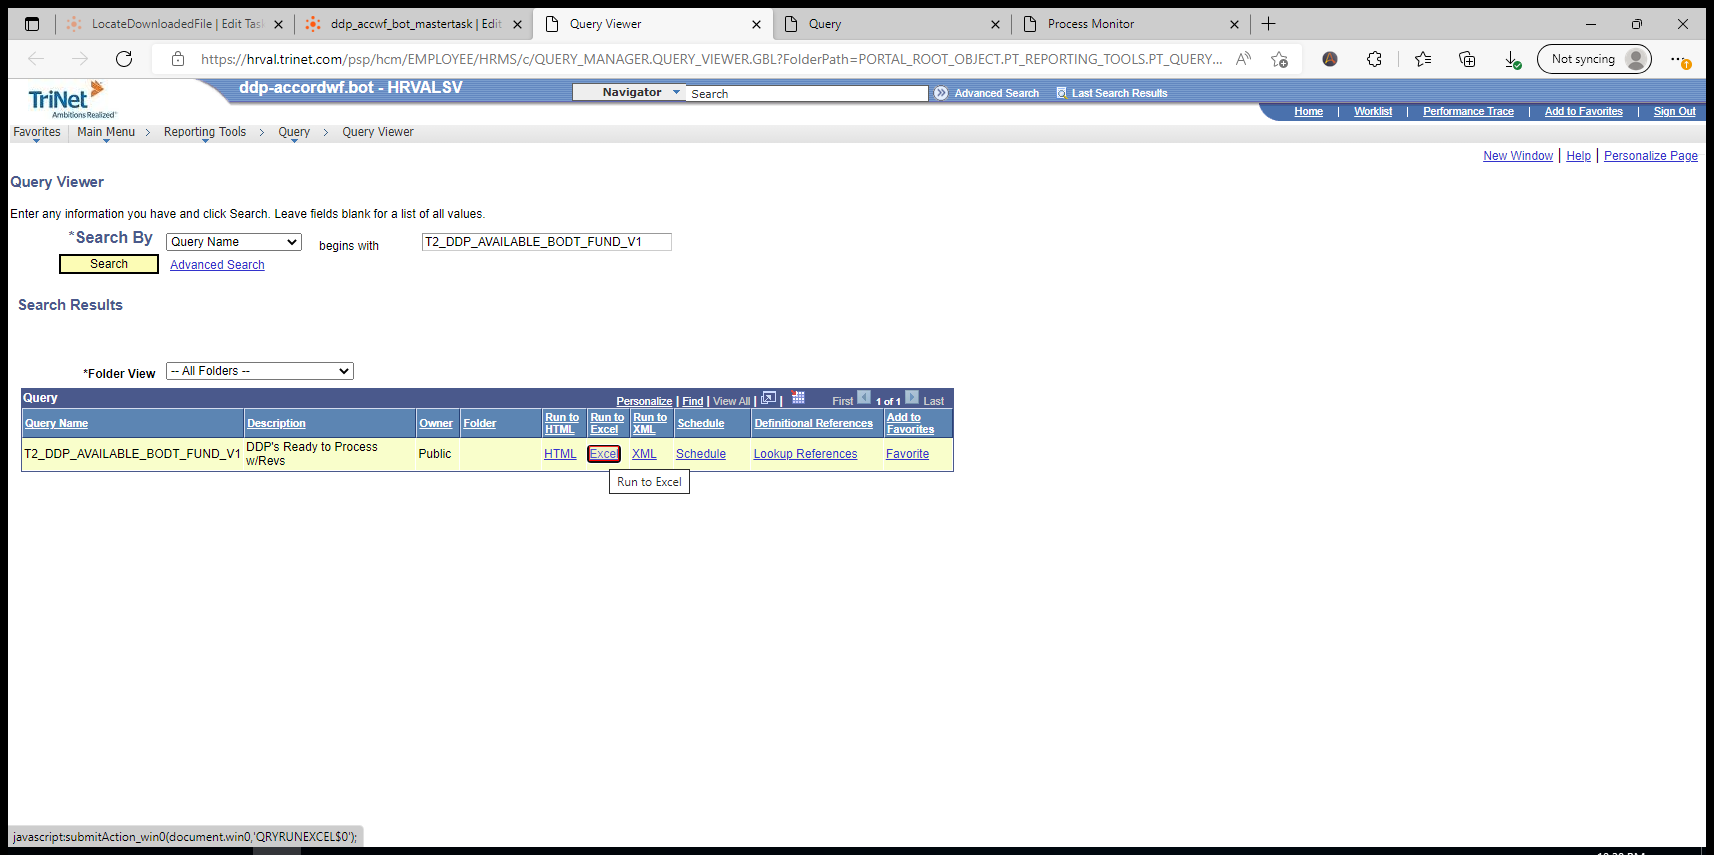 LocateDownloadedFile | Edit Tas
ddp_accwf_bot_mastertask | Edit
Query Viewer
Query
Process Monitor
https://hrval.trinet.com/psp/hcm/EMPLOYEE/HRMS/c/QUERY_MANAGER.QUERY_VIEWER.GBL?FolderPath=PORTAL_ROOT_OBJECT.PT_REPORTING_TOOLS.PT_QUERY...
Not syncing
TriNet
Ambitions Realized
ddp-accordwf.bot - HRVALSV
Navigator
Search
Advanced Search
Last Search Results
Home | Worklist | Performance Trace | Add to Favorites | Sign Out
Favorites
Main Menu > Reporting Tools > Query > Query Viewer
New Window | Help | Personalize Page
Query Viewer
Enter any information you have and click Search. Leave fields blank for a list of all values.
*Search By
Query Name
begins with
T2_DDP_AVAILABLE_BODT_FUND_V1
Search
Advanced Search
Search Results
*Folder View
-- All Folders --
Query
Personalize | Find | View All | |
First 1 of 1 Last
Query Name
Description
Owner
Folder
Run to HTML
Run to Excel
Run to XML
Schedule
Definitional References
Add to Favorites
T2_DDP_AVAILABLE_BODT_FUND_V1
DDP's Ready to Process w/Revs
Public
HTML
Excel
XML
Schedule
Lookup References
Favorite
Run to Excel
javascript:submitAction_win0(document.win0,'QRYRUNEXCEL$0');